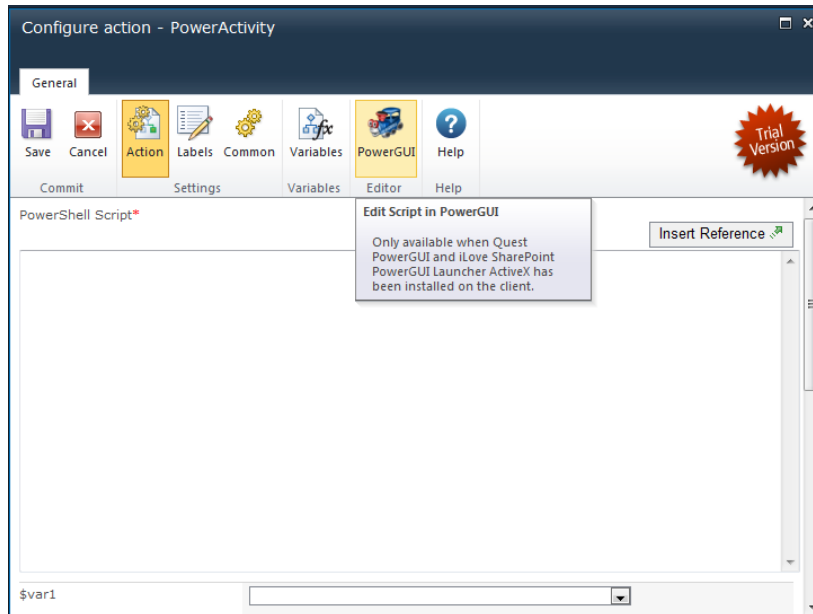 Configure action - PowerActivity
General
Save Cancel Action Labels Common Variables PowerGUI Help
Trial
Version
Commit Settings Variables Editor Help
PowerShell Script*
Edit Script in PowerGUI
Only available when Quest
PowerGUI and iLove SharePoint
PowerGUI Launcher ActiveX has
been installed on the client.
Insert Reference
$var1